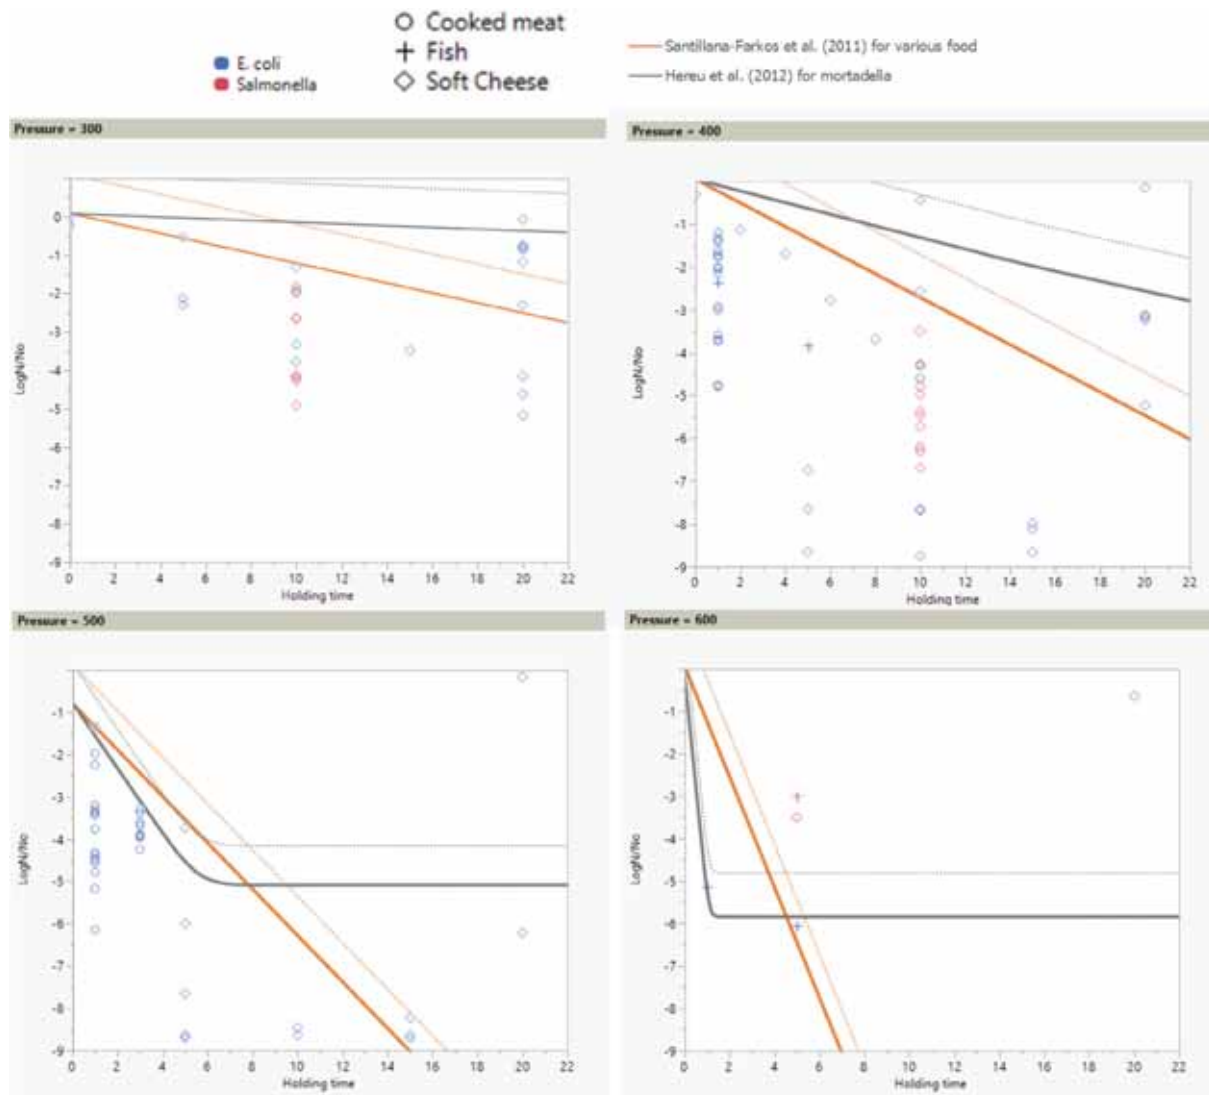 Cooked meat
Fish
Soft Cheese
E. coli
Salmonella
Santillana-Farkos et al. (2011) for various food
Hereu et al. (2012) for mortadella
Pressure = 300
LogN/No
0
-1
-2
-3
-4
-5
-6
-7
-8
-9
0 2 4 6 8 10 12 14 16 18 20 22
Holding time
Pressure = 400
LogN/No
-1
-2
-3
-4
-5
-6
-7
-8
-9
0 2 4 6 8 10 12 14 16 18 20 22
Holding time
Pressure = 500
LogN/No
-1
-2
-3
-4
-5
-6
-7
-8
-9
0 2 4 6 8 10 12 14 16 18 20 22
Holding time
Pressure = 600
LogN/No
-1
-2
-3
-4
-5
-6
-7
-8
-9
0 2 4 6 8 10 12 14 16 18 20 22
Holding time